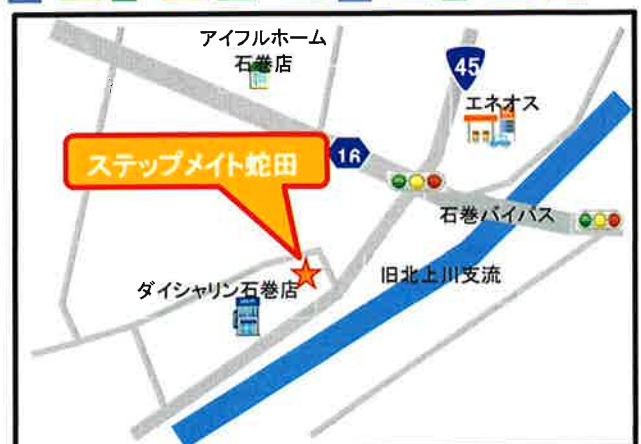 アイフルホーム
石巻店
45
エネオス
ステップメイト蛇田
16
石巻バイパス
旧北上川支流
ダイシャリン石巻店